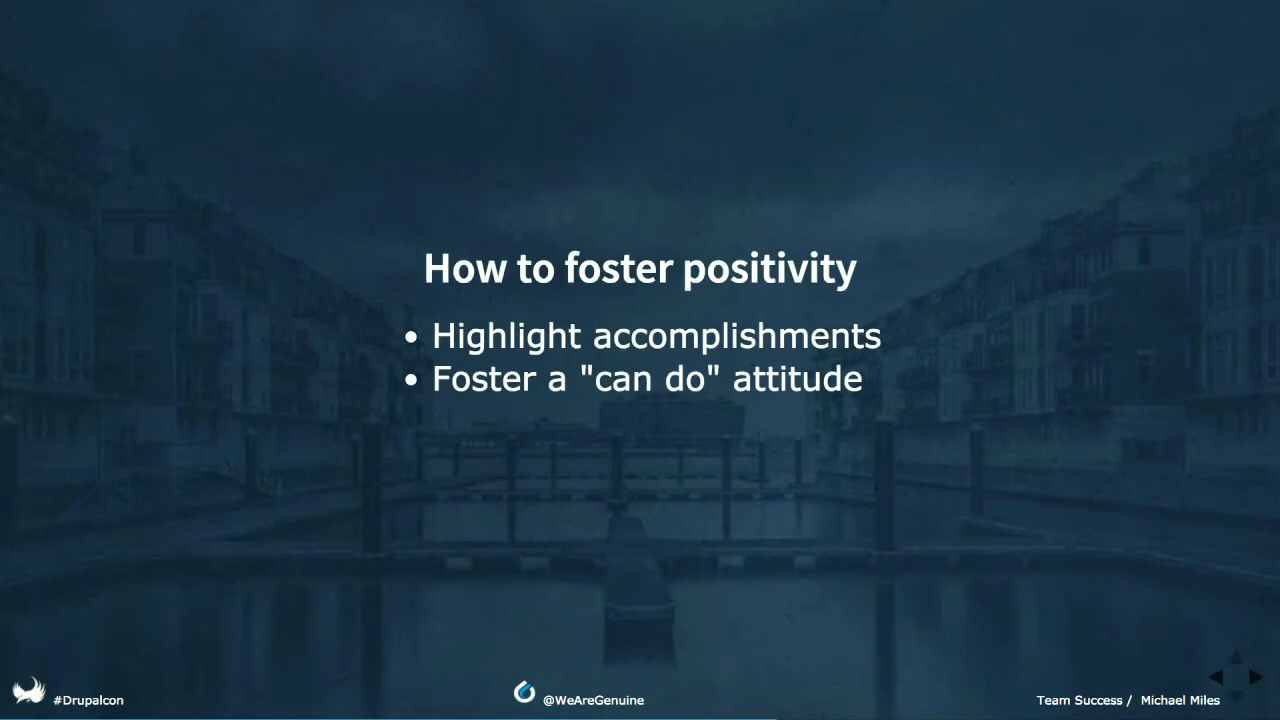 How to foster positivity
Highlight accomplishments
Foster a "can do" attitude
#Drupalcon
@WeAreGenuine
Team Success / Michael Miles